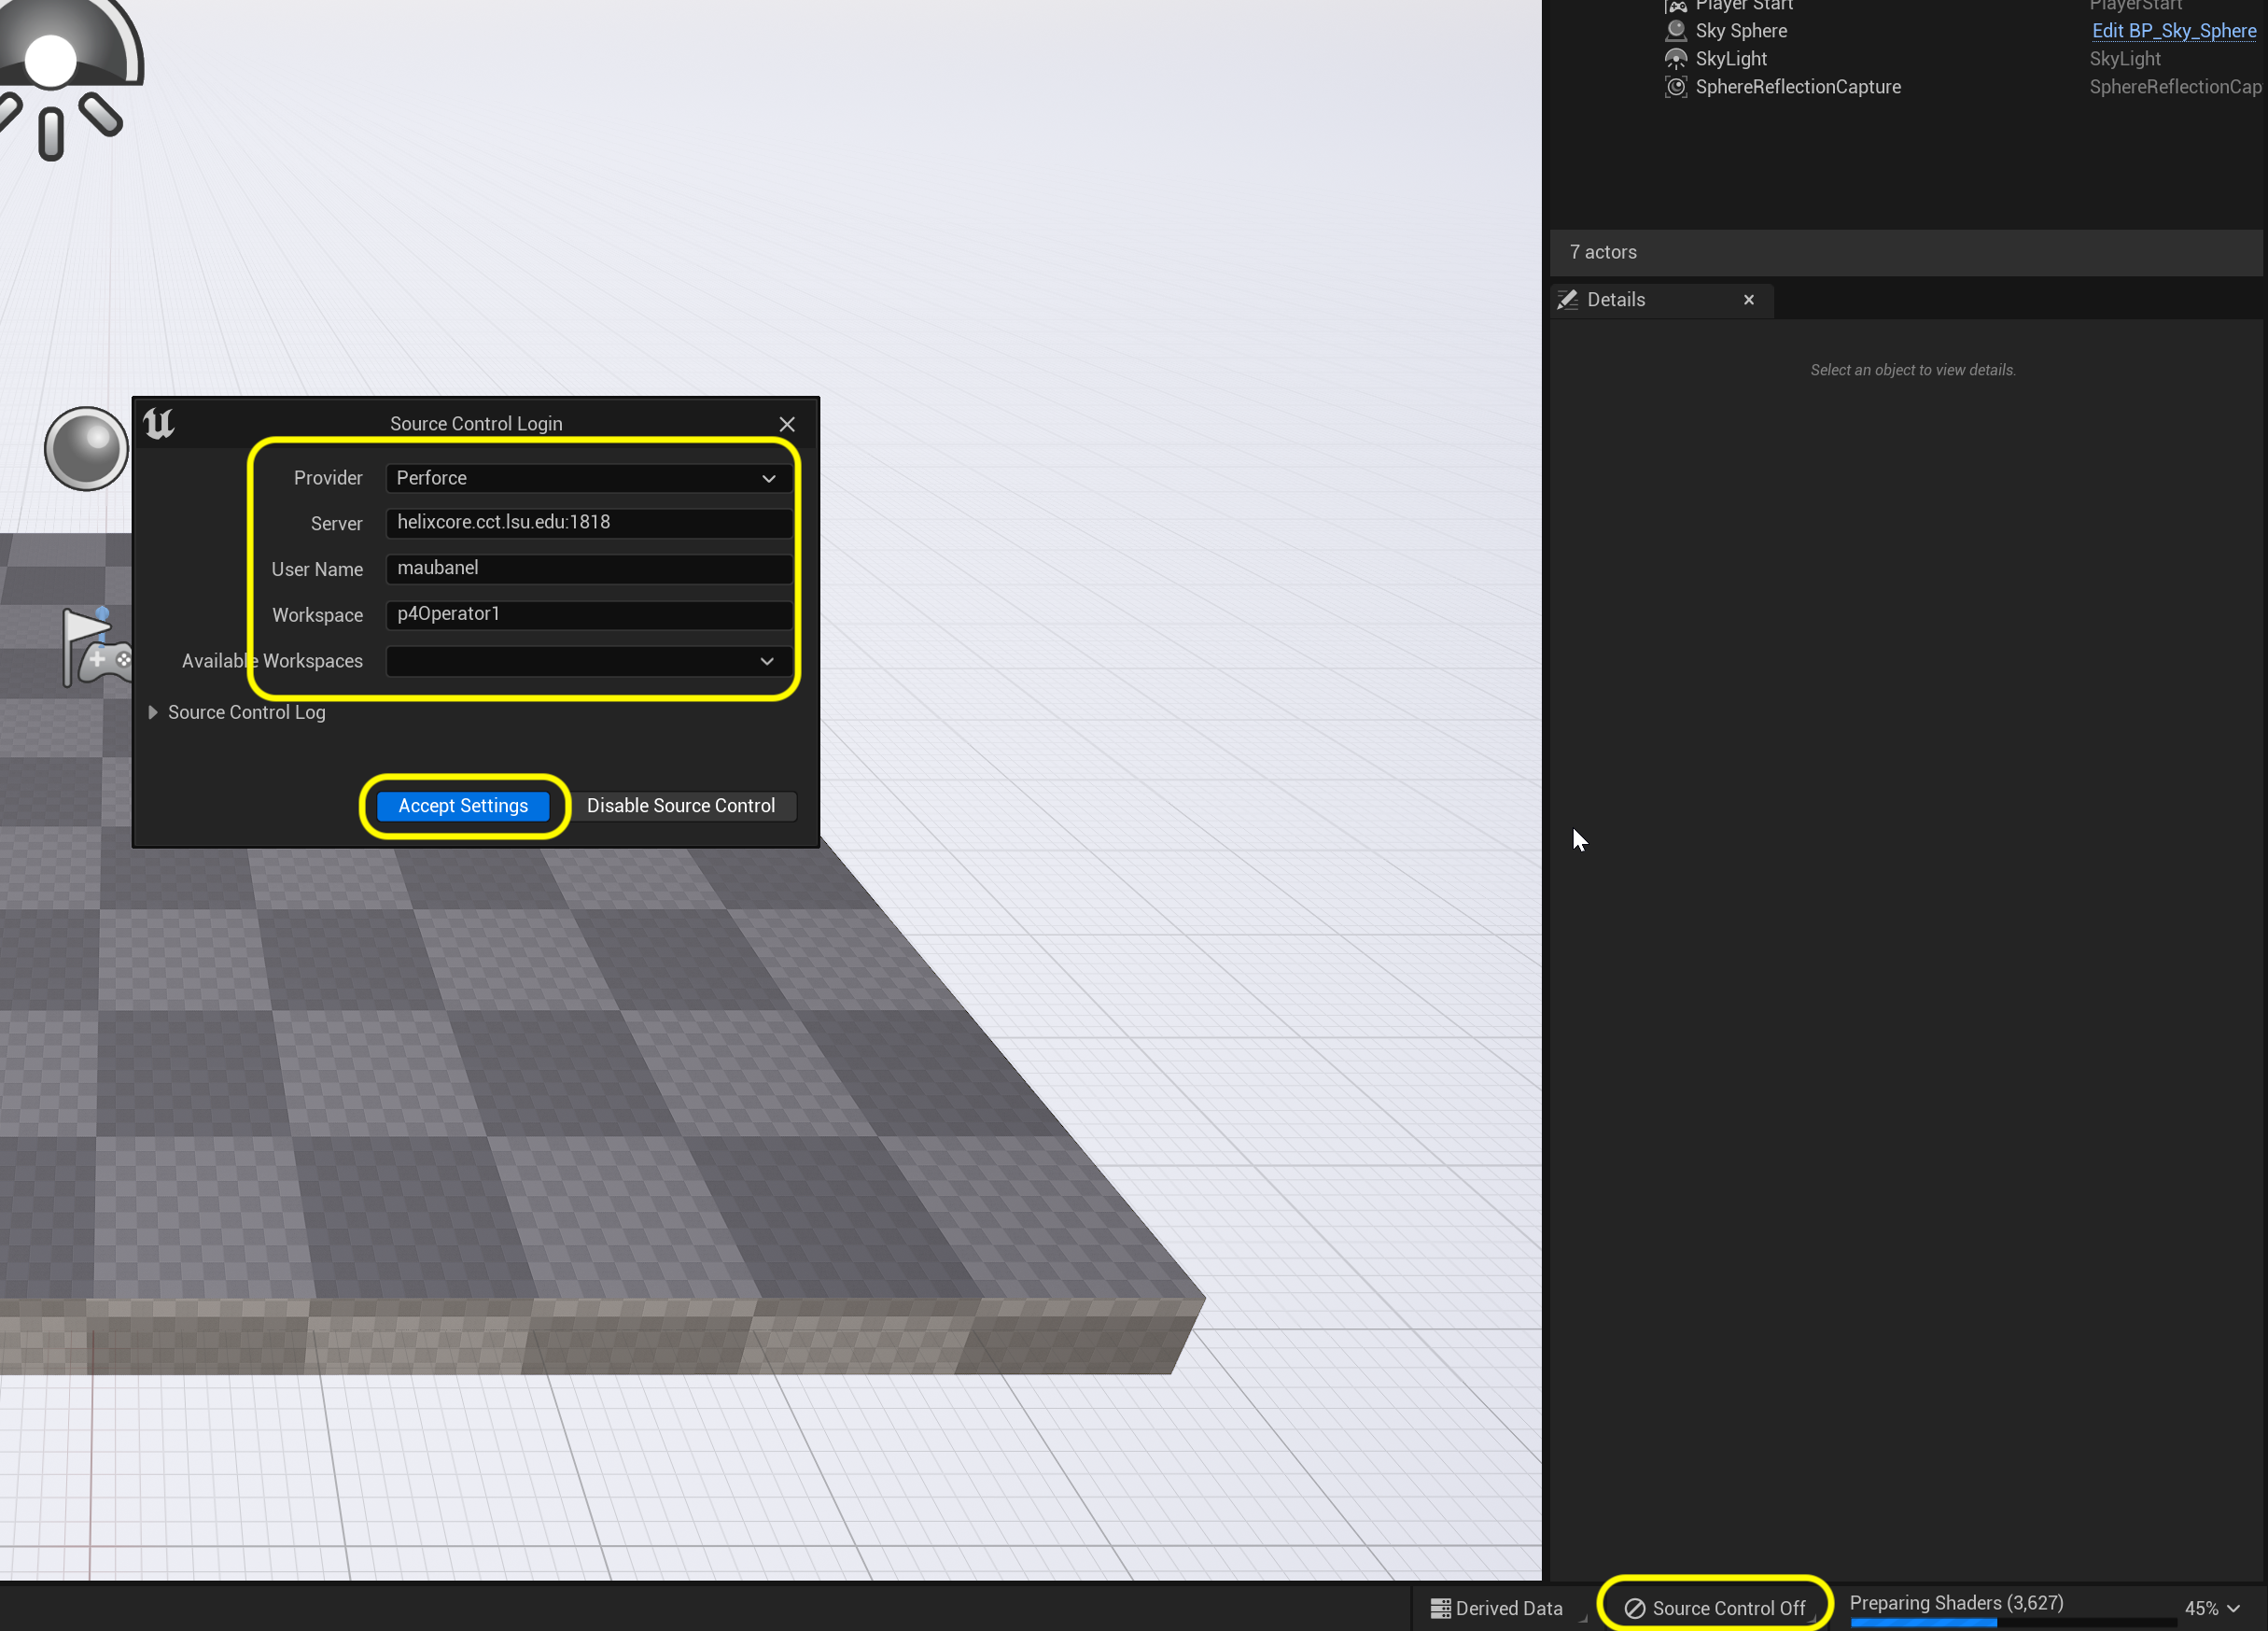 Player Start PlayerStart
Sky Sphere Edit BP_Sky_Sphere
SkyLight SkyLight
SphereReflectionCapture SphereReflectionCap
7 actors
Details
Select an object to view details.
Source Control Login
Provider Perforce
Server helixcore.cct.lsu.edu:1818
User Name maubanel
Workspace p4Operator1
Available Workspaces
Source Control Log
Accept Settings Disable Source Control
Derived Data Source Control Off Preparing Shaders (3,627) 45%